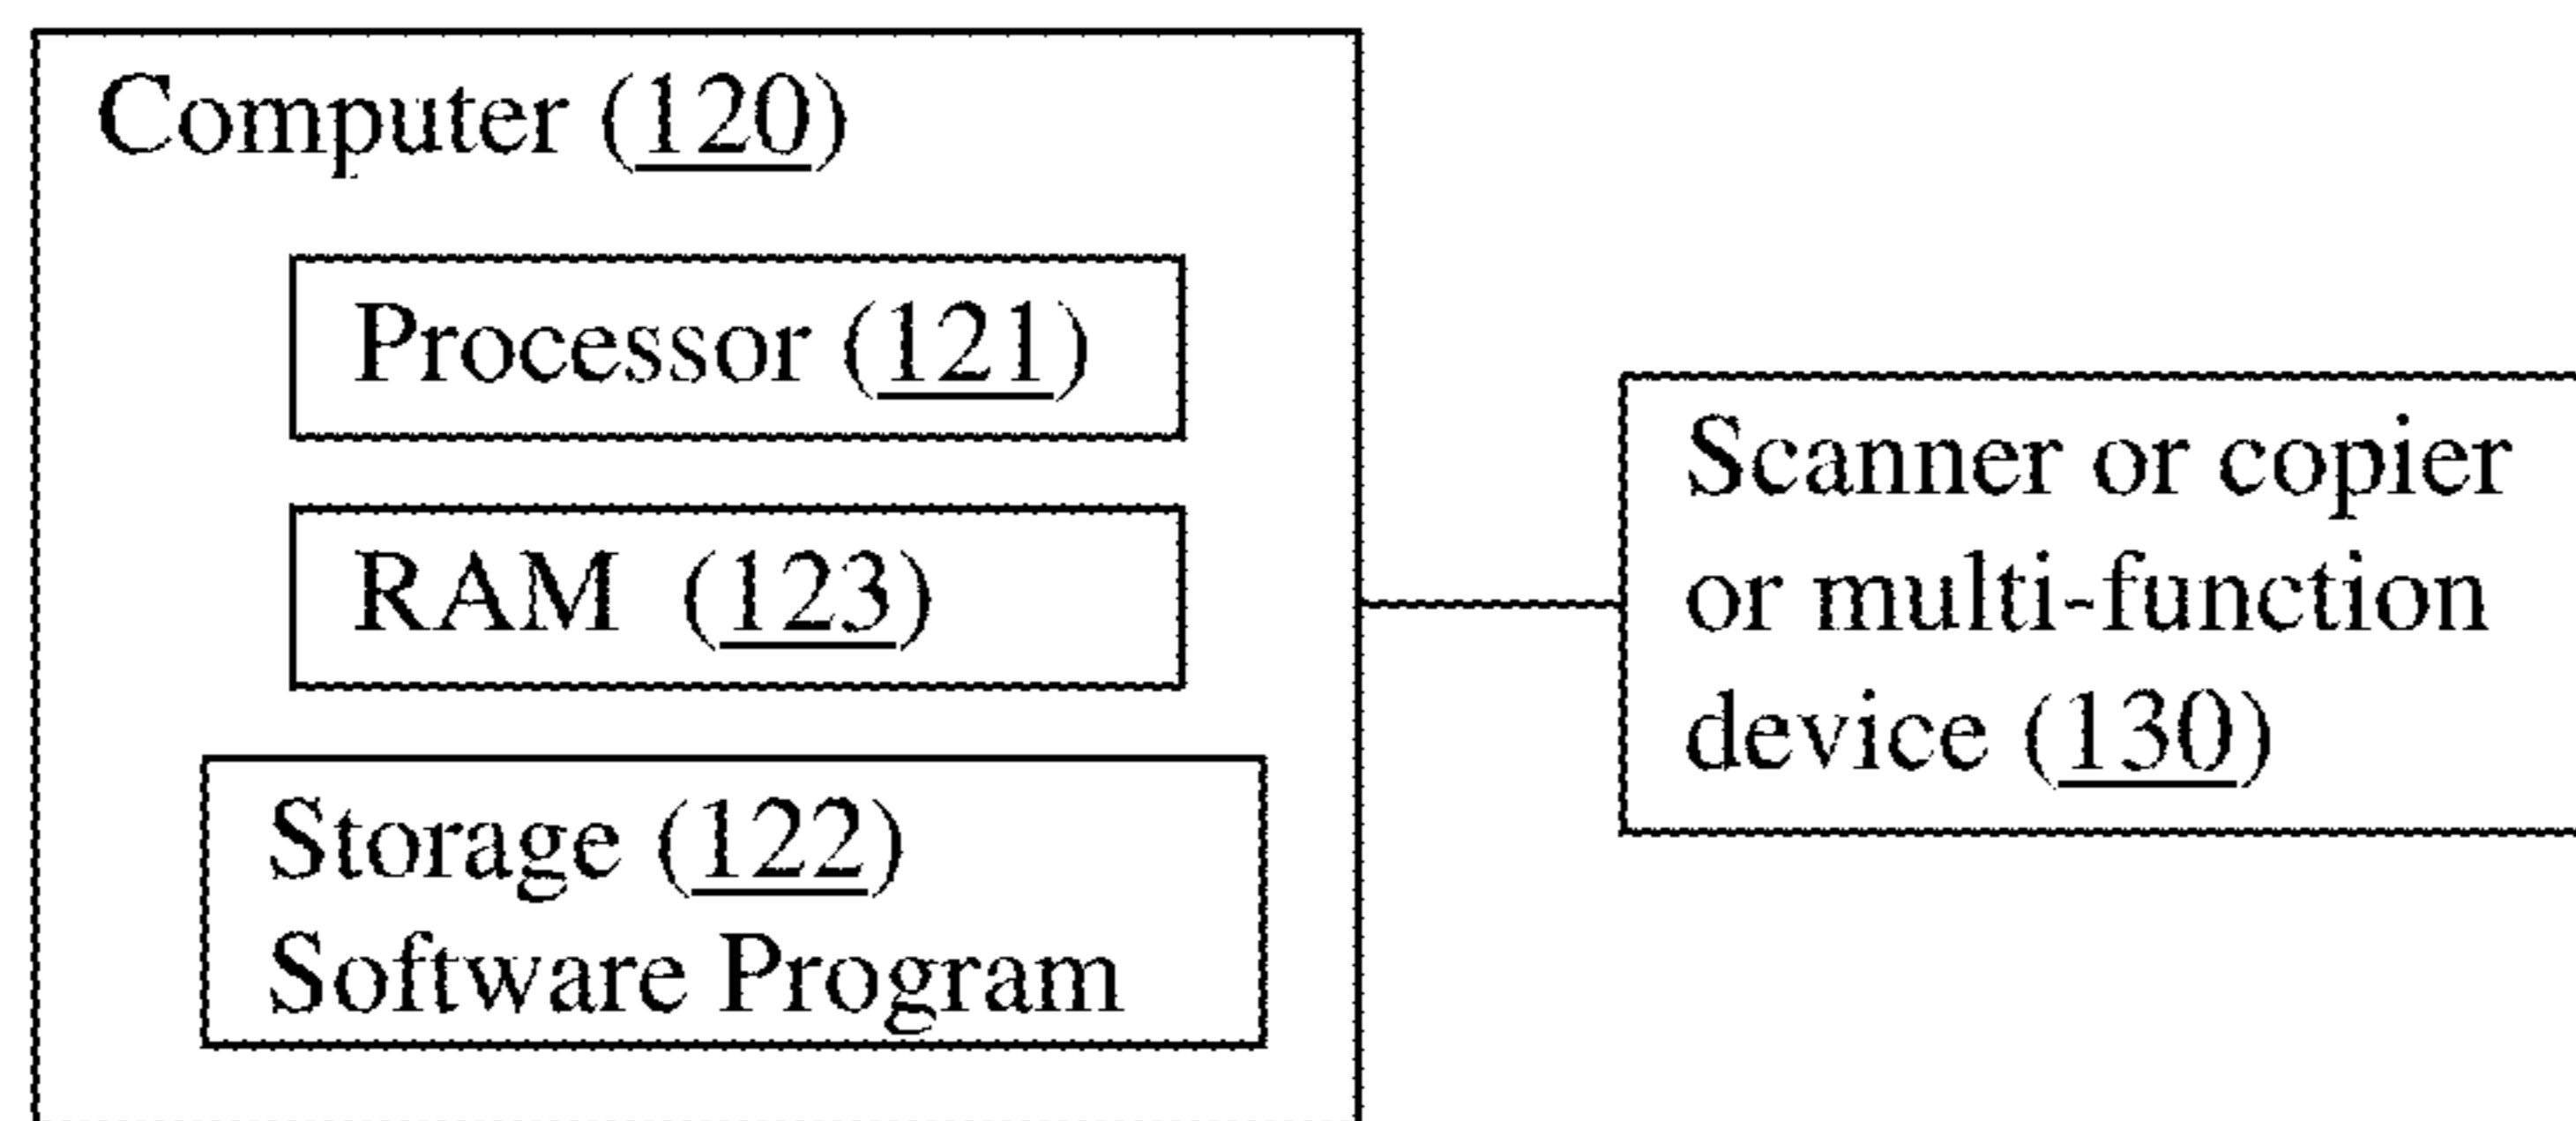 Computer (120)
Processor (121)
RAM (123)
Storage (122)
Software Program
Scanner or copier
or multi-function
device (130)